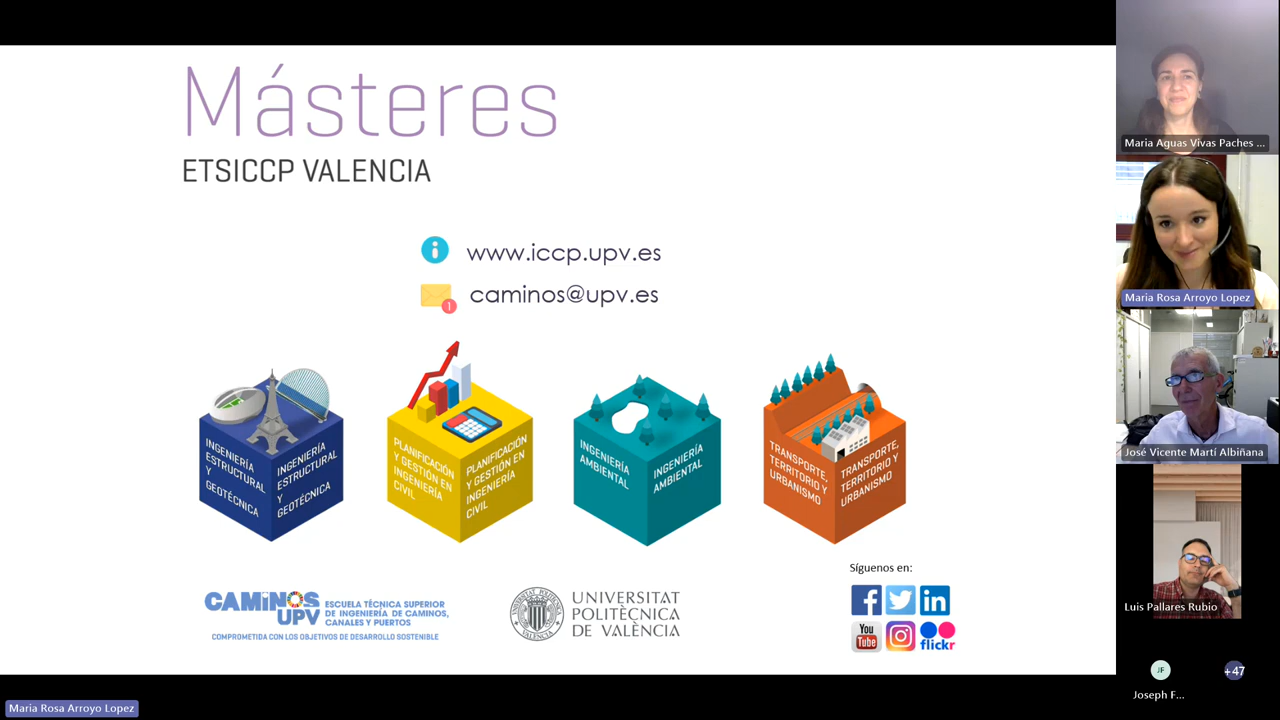 Másteres
ETSICCP VALENCIA
www.iccp.upv.es
1
caminos@upv.es
INGENIERÍA
ESTRUCTURAL
Y
GEOTÉCNICA
INGENIERÍA
ESTRUCTURAL
Y
GEOTÉCNICA
PLANIFICACIÓN
Y GESTIÓN EN
INGENIERÍA
CIVIL
PLANIFICACIÓN
Y GESTIÓN EN
INGENIERÍA
CIVIL
INGENIERÍA
AMBIENTAL
INGENIERÍA
AMBIENTAL
TRANSPORTE,
TERRITORIO Y
URBANISMO
TRANSPORTE,
TERRITORIO Y
URBANISMO
Síguenos en:
CAMINOS
UPV
ESCUELA TÉCNICA SUPERIOR
DE INGENIERÍA DE CAMINOS,
CANALES Y PUERTOS
COMPROMETIDA CON LOS OBJETIVOS DE DESARROLLO SOSTENIBLE
UNIVERSITAT
POLITÈCNICA
DE VALÈNCIA
You
Tube
flickr
Maria Aguas Vivas Paches ...
Maria Rosa Arroyo Lopez
José Vicente Martí Albiñana
Luis Pallares Rubio
JF
+47
Joseph F...
Maria Rosa Arroyo Lopez